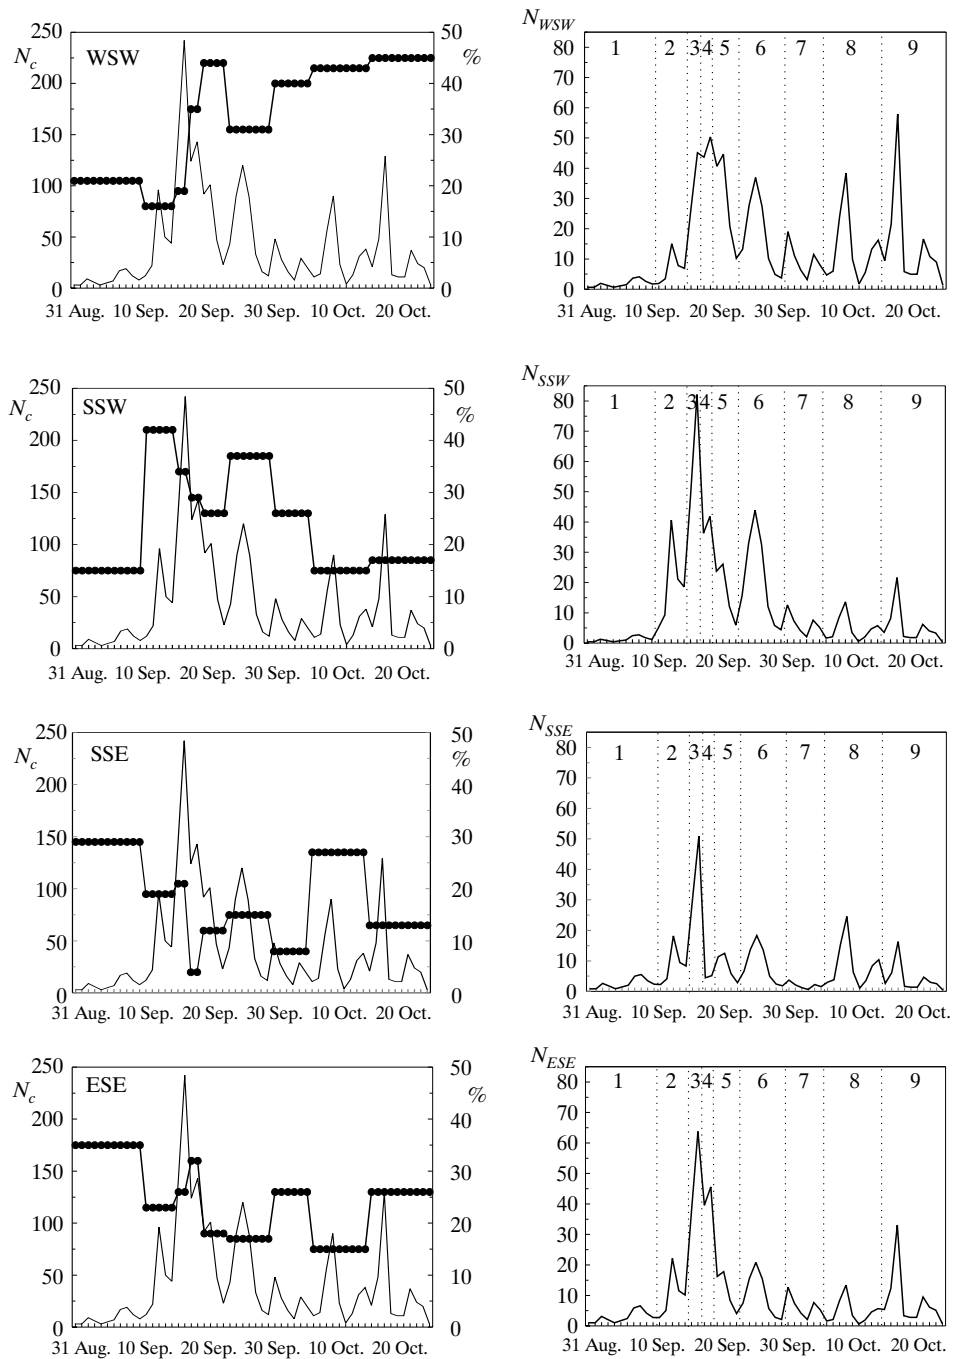 250 50 N_WSW
N_c WSW % 1 2 3 4 5 6 7 8 9
80
200 40 70
60
150 30 50
100 20 40
30
50 10 20
10
0 0 0
31 Aug. 10 Sep. 20 Sep. 30 Sep. 10 Oct. 20 Oct. 31 Aug. 10 Sep. 20 Sep. 30 Sep. 10 Oct. 20 Oct.
250 50 N_SSW
N_c SSW % 1 2 3 4 5 6 7 8 9
80
200 40 70
60
150 30 50
100 20 40
30
50 10 20
10
0 0 0
31 Aug. 10 Sep. 20 Sep. 30 Sep. 10 Oct. 20 Oct. 31 Aug. 10 Sep. 20 Sep. 30 Sep. 10 Oct. 20 Oct.
250 50 N_SSE
N_c SSE % 1 2 3 4 5 6 7 8 9
80
200 40 70
60
150 30 50
100 20 40
30
50 10 20
10
0 0 0
31 Aug. 10 Sep. 20 Sep. 30 Sep. 10 Oct. 20 Oct. 31 Aug. 10 Sep. 20 Sep. 30 Sep. 10 Oct. 20 Oct.
250 50 N_ESE
N_c ESE % 1 2 3 4 5 6 7 8 9
80
200 40 70
60
150 30 50
100 20 40
30
50 10 20
10
0 0 0
31 Aug. 10 Sep. 20 Sep. 30 Sep. 10 Oct. 20 Oct. 31 Aug. 10 Sep. 20 Sep. 30 Sep. 10 Oct. 20 Oct.